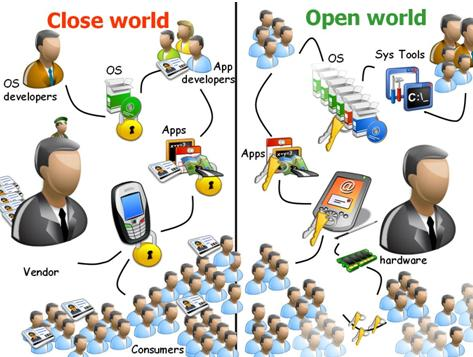 Close world
Open world
OS
developers
OS
App
developers
Apps
Vendor
Consumers
OS
Sys Tools
C:\_
Apps
@
hardware